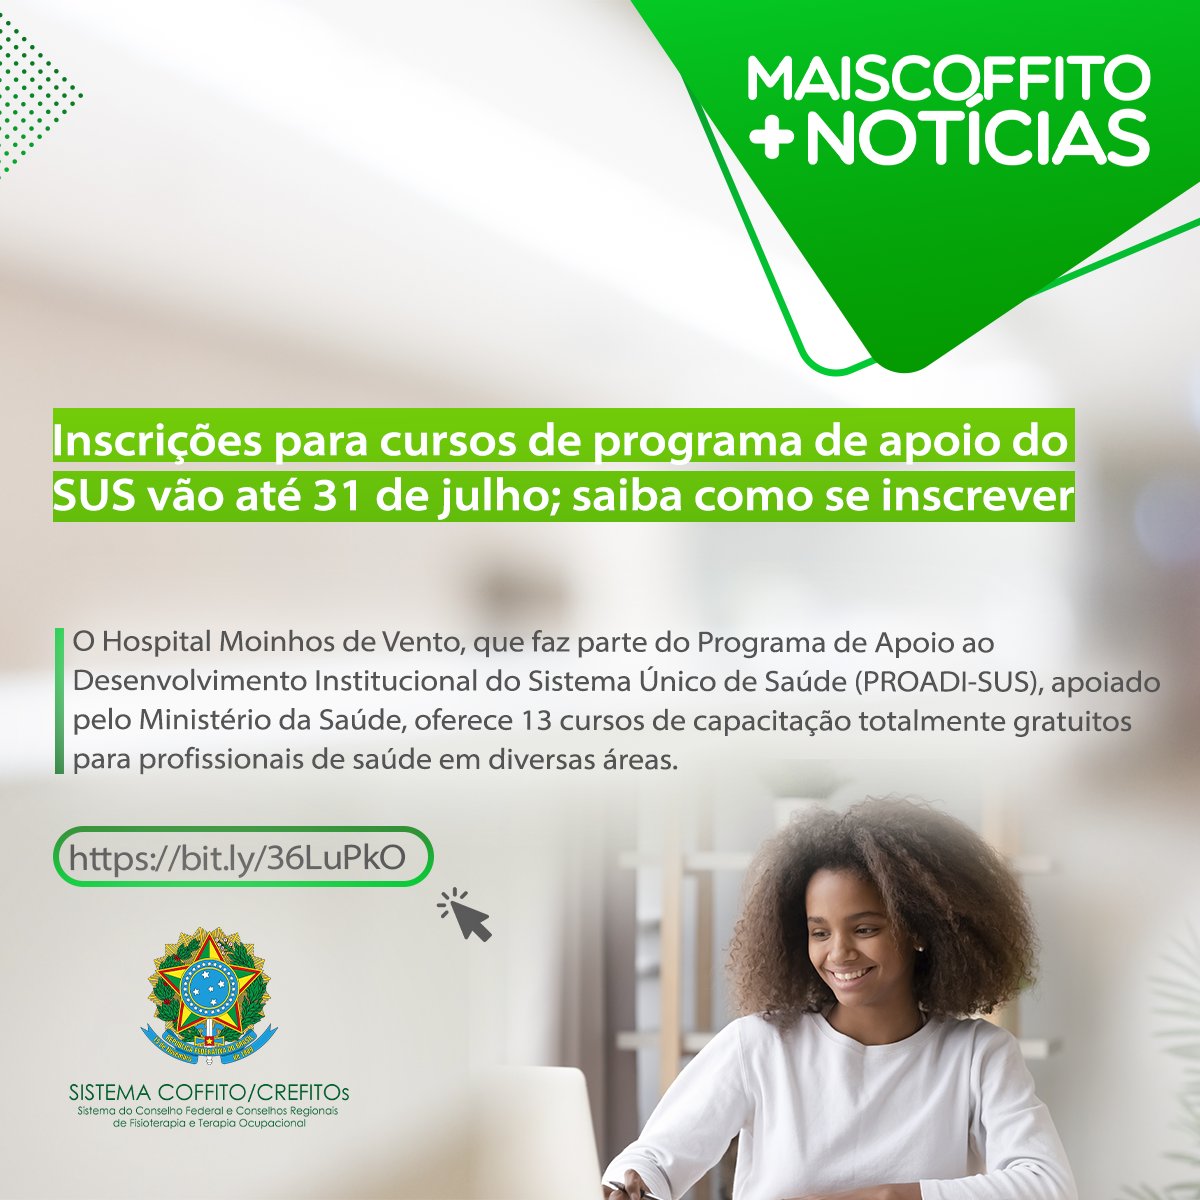 MAISCOFFITO
+NOTÍCIAS
Inscrições para cursos de programa de apoio do
SUS vão até 31 de julho; saiba como se inscrever
O Hospital Moinhos de Vento, que faz parte do Programa de Apoio ao
Desenvolvimento Institucional do Sistema Único de Saúde (PROADI-SUS), apoiado
pelo Ministério da Saúde, oferece 13 cursos de capacitação totalmente gratuitos
para profissionais de saúde em diversas áreas.
https://bit.ly/36LuPkO
REPÚBLICA FEDERATIVA DO BRASIL
SISTEMA COFFITO/CREFITOs
Sistema do Conselho Federal e Conselhos Regionais
de Fisioterapia e Terapia Ocupacional